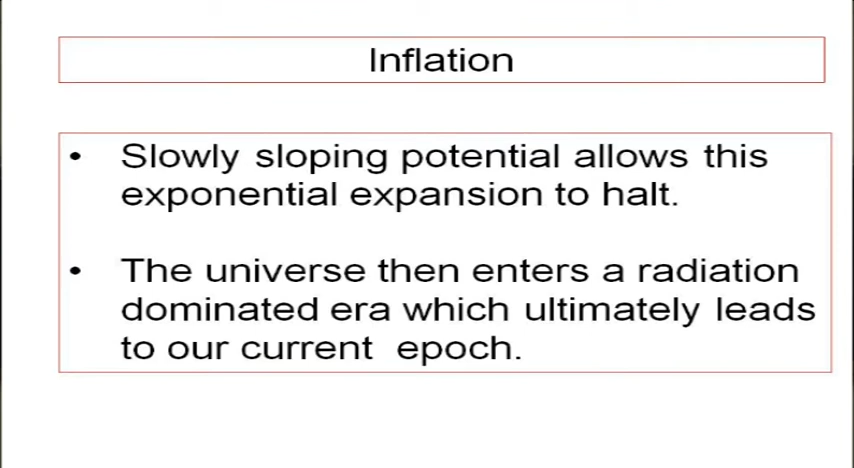 Inflation
• Slowly sloping potential allows this
exponential expansion to halt.
• The universe then enters a radiation
dominated era which ultimately leads
to our current epoch.